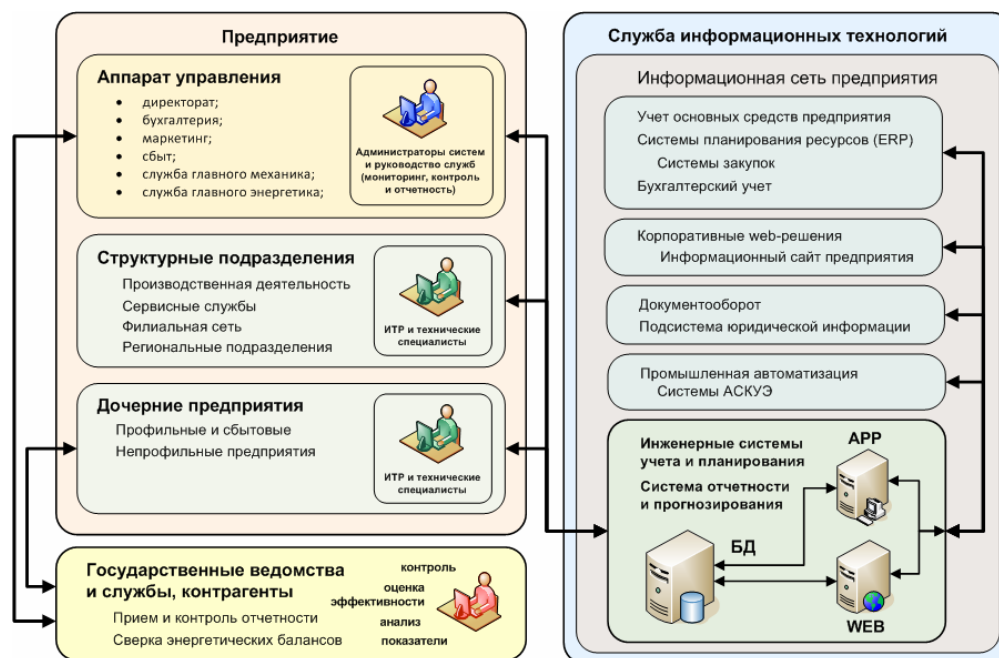 Предприятие
Аппарат управления
• директорат;
• бухгалтерия;
• маркетинг;
• сбыт;
• служба главного механика;
• служба главного энергетика;
Администраторы систем
и руководство служб
(мониторинг, контроль
и отчетность)
Структурные подразделения
Производственная деятельность
Сервисные службы
Филиальная сеть
Региональные подразделения
ИТР и технические
специалисты
Дочерние предприятия
Профильные и сбытовые
Непрофильные предприятия
ИТР и технические
специалисты
Государственные ведомства
и службы, контрагенты
Прием и контроль отчетности
Сверка энергетических балансов
контроль
оценка
эффективности
анализ
показатели
Служба информационных технологий
Информационная сеть предприятия
Учет основных средств предприятия
Системы планирования ресурсов (ERP)
Системы закупок
Бухгалтерский учет
Корпоративные web-решения
Информационный сайт предприятия
Документооборот
Подсистема юридической информации
Промышленная автоматизация
Системы АСКУЭ
Инженерные системы
учета и планирования
Система отчетности
и прогнозирования
APP
БД
WEB